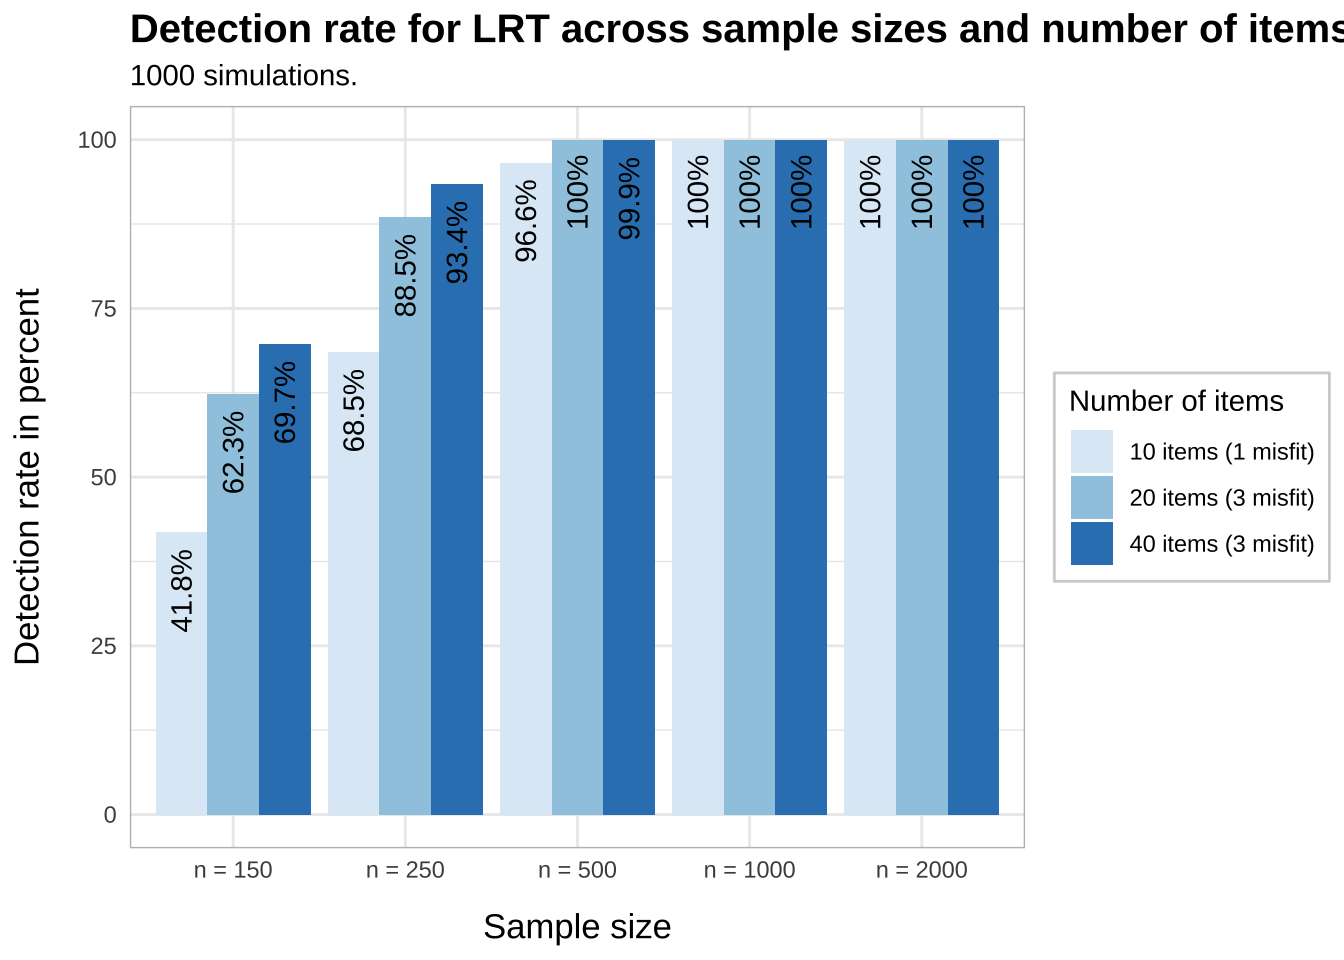 Detection rate for LRT across sample sizes and number of items
1000 simulations.
Detection rate in percent
100
75
50
25
0
41.8%
62.3%
69.7%
68.5%
88.5%
93.4%
96.6%
100%
99.9%
100%
100%
100%
100%
100%
100%
n = 150
n = 250
n = 500
n = 1000
n = 2000
Sample size
Number of items
10 items (1 misfit)
20 items (3 misfit)
40 items (3 misfit)